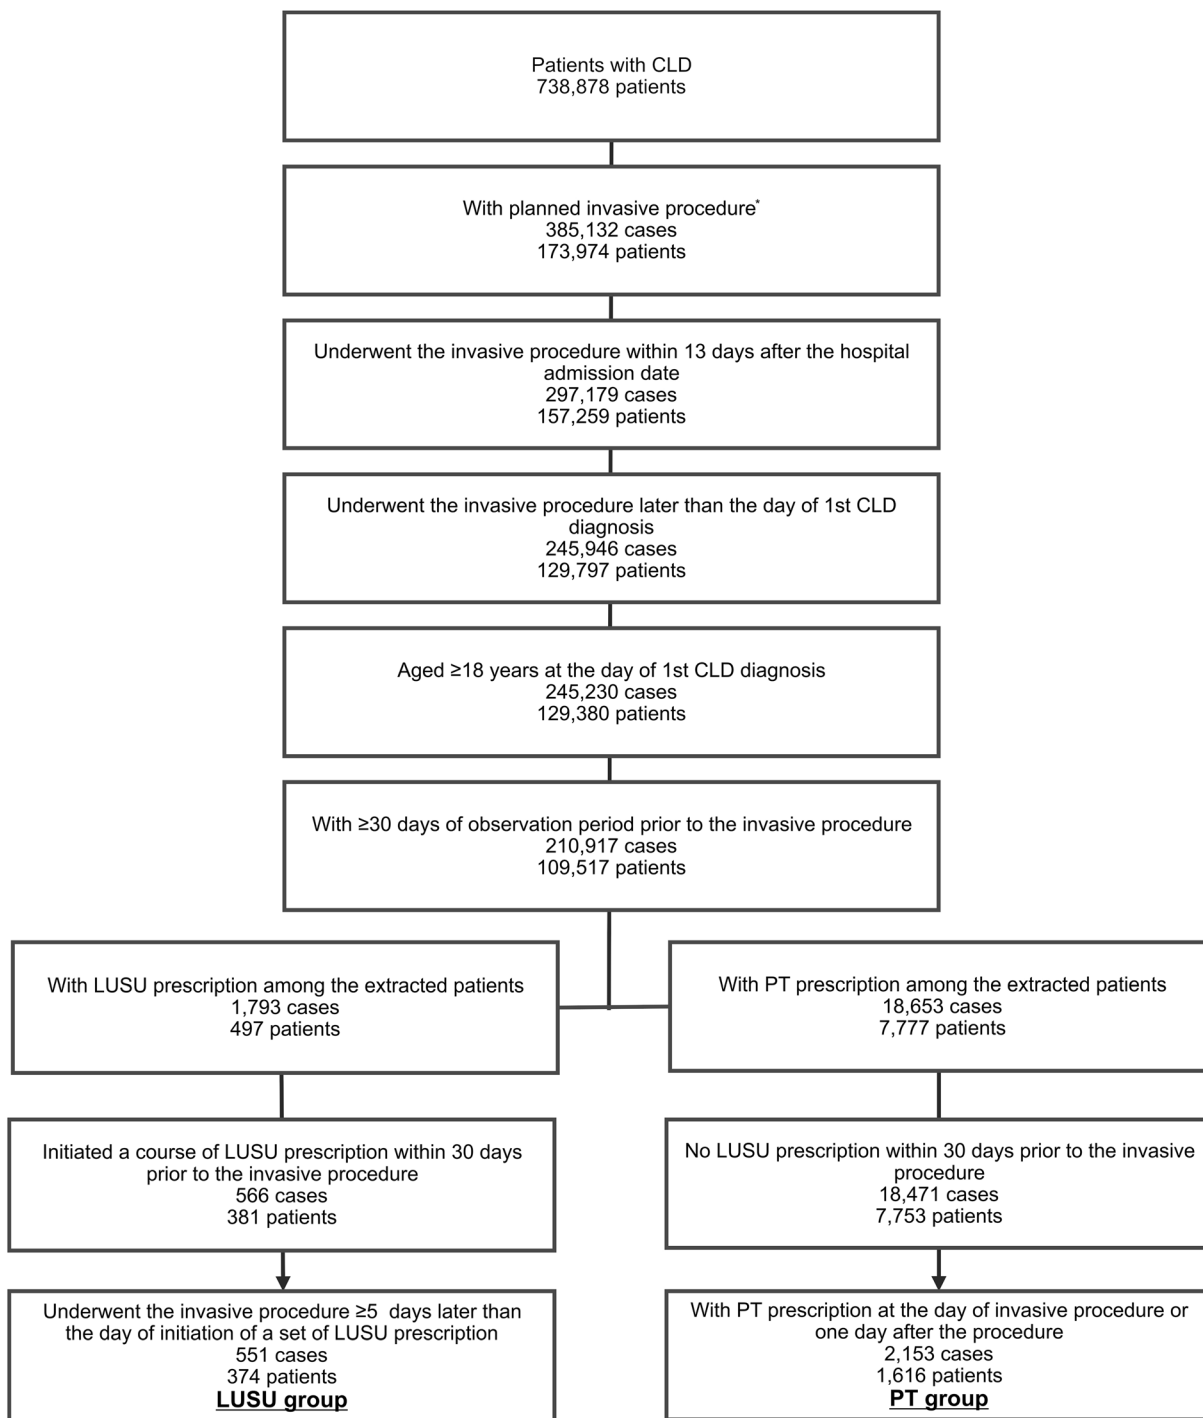 Patients with CLD
738,878 patients
With planned invasive procedure*
385,132 cases
173,974 patients
Underwent the invasive procedure within 13 days after the hospital
admission date
297,179 cases
157,259 patients
Underwent the invasive procedure later than the day of 1st CLD
diagnosis
245,946 cases
129,797 patients
Aged ≥18 years at the day of 1st CLD diagnosis
245,230 cases
129,380 patients
With ≥30 days of observation period prior to the invasive procedure
210,917 cases
109,517 patients
With LUSU prescription among the extracted patients
1,793 cases
497 patients
With PT prescription among the extracted patients
18,653 cases
7,777 patients
Initiated a course of LUSU prescription within 30 days
prior to the invasive procedure
566 cases
381 patients
No LUSU prescription within 30 days prior to the invasive
procedure
18,471 cases
7,753 patients
Underwent the invasive procedure ≥5 days later than
the day of initiation of a set of LUSU prescription
551 cases
374 patients
LUSU group
With PT prescription at the day of invasive procedure or
one day after the procedure
2,153 cases
1,616 patients
PT group